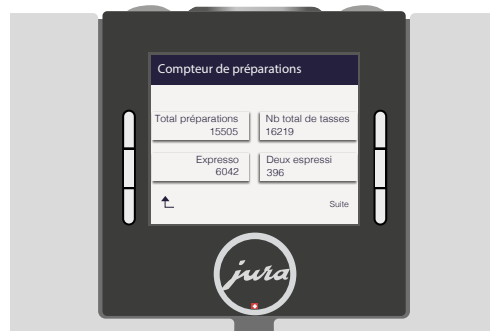 Compteur de préparations
Total préparations
15505
Nb total de tasses
16219
Expresso
6042
Deux espressi
396
Suite
jura